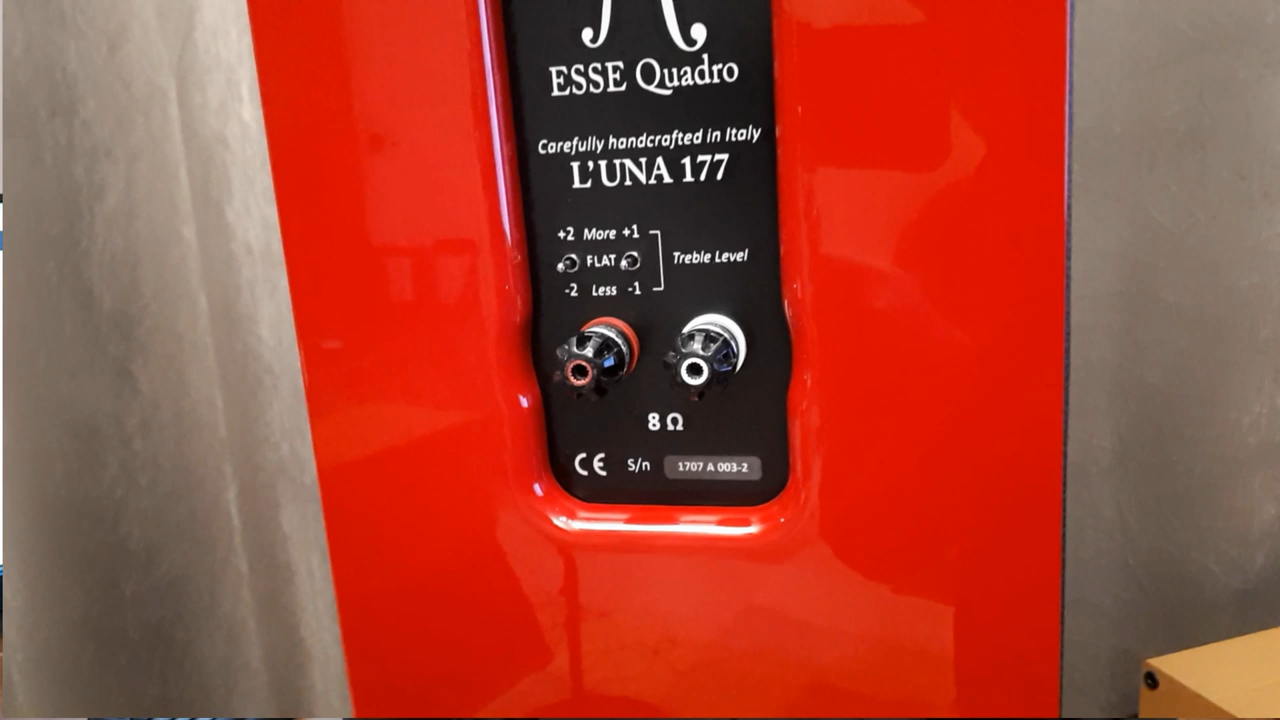 ESSE Quadro
Carefully handcrafted in Italy
L'UNA 177
+2 More +1
FLAT
Treble Level
-2 Less -1
8 Ω
CE S/n 1707 A 003-2